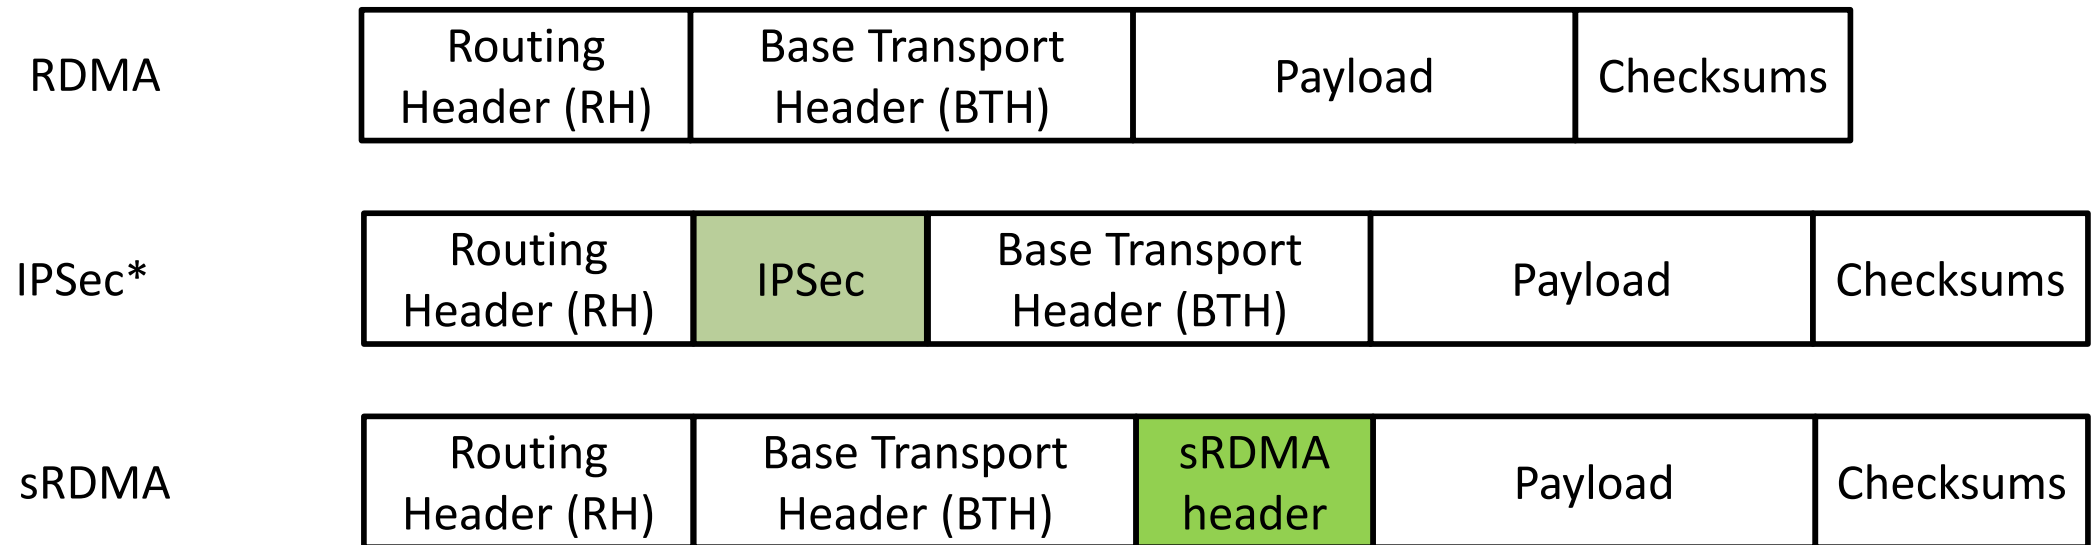 RDMA
Routing
Header (RH)
Base Transport
Header (BTH)
Payload
Checksums
IPSec*
Routing
Header (RH)
IPSec
Base Transport
Header (BTH)
Payload
Checksums
sRDMA
Routing
Header (RH)
Base Transport
Header (BTH)
sRDMA
header
Payload
Checksums